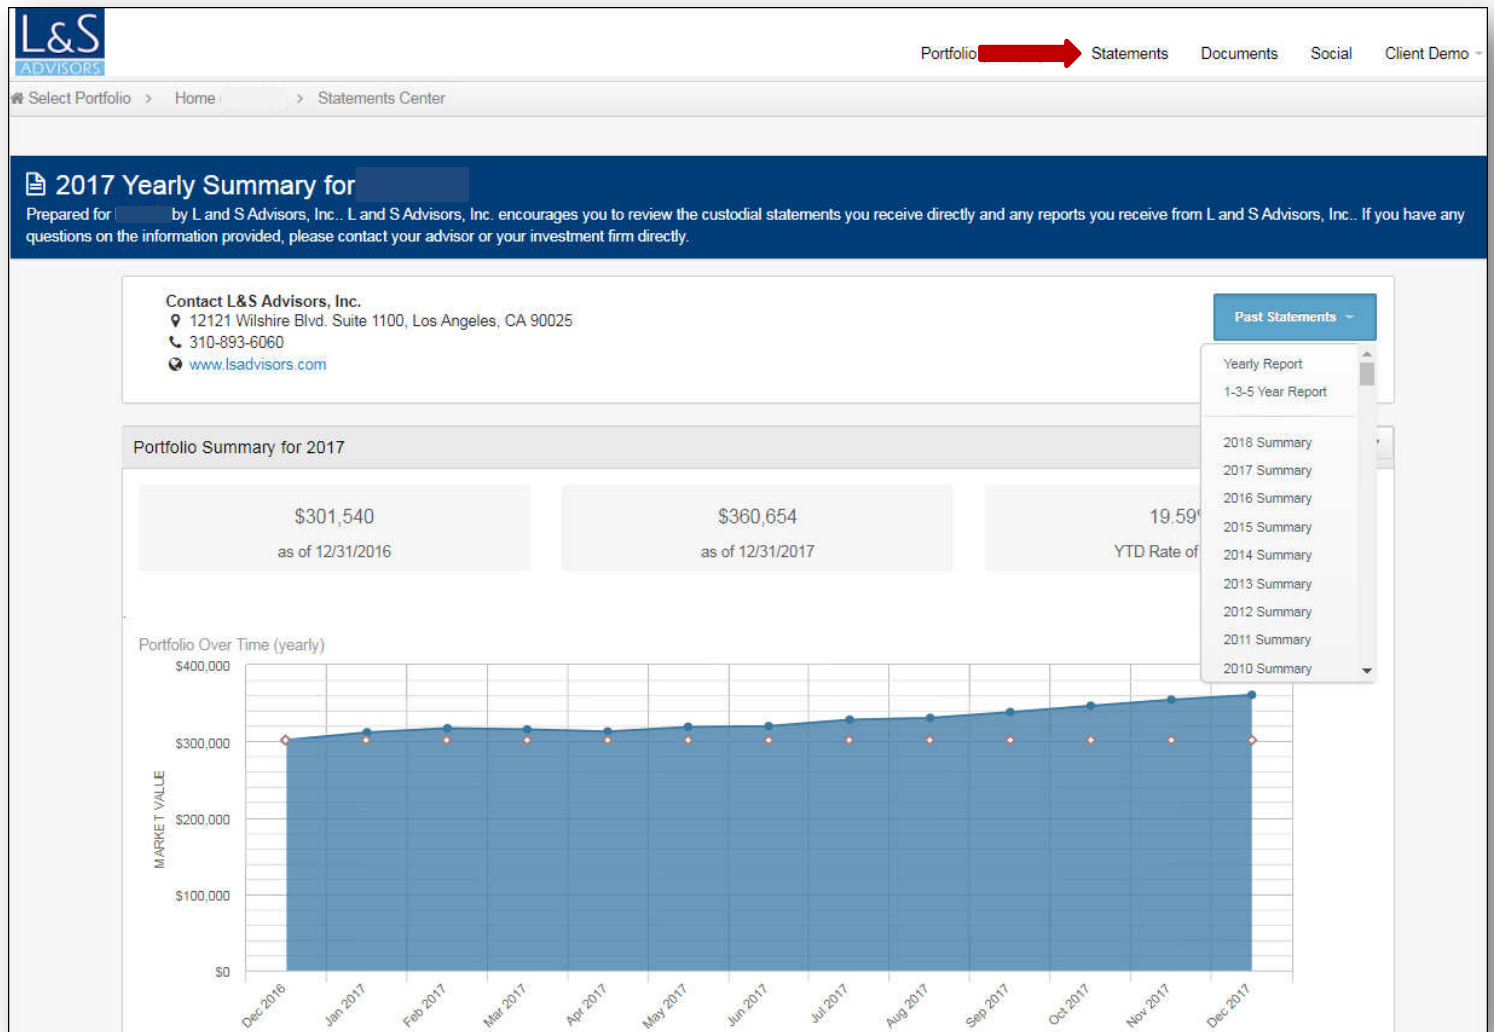 L&S
ADVISORS
Portfolio
Statements
Documents
Social
Client Demo
Select Portfolio > Home > Statements Center
2017 Yearly Summary for
Prepared for by L and S Advisors, Inc.. L and S Advisors, Inc. encourages you to review the custodial statements you receive directly and any reports you receive from L and S Advisors, Inc.. If you have any
questions on the information provided, please contact your advisor or your investment firm directly.
Contact L&S Advisors, Inc.
12121 Wilshire Blvd. Suite 1100, Los Angeles, CA 90025
310-893-6060
www.lsadvisors.com
Past Statements
Yearly Report
1-3-5 Year Report
2018 Summary
2017 Summary
2016 Summary
2015 Summary
2014 Summary
2013 Summary
2012 Summary
2011 Summary
2010 Summary
Portfolio Summary for 2017
$301,540
as of 12/31/2016
$360,654
as of 12/31/2017
19.59
YTD Rate of
Portfolio Over Time (yearly)
MARKET VALUE
$400,000
$300,000
$200,000
$100,000
$0
Dec 2016
Jan 2017
Feb 2017
Mar 2017
Apr 2017
May 2017
Jun 2017
Jul 2017
Aug 2017
Sep 2017
Oct 2017
Nov 2017
Dec 2017